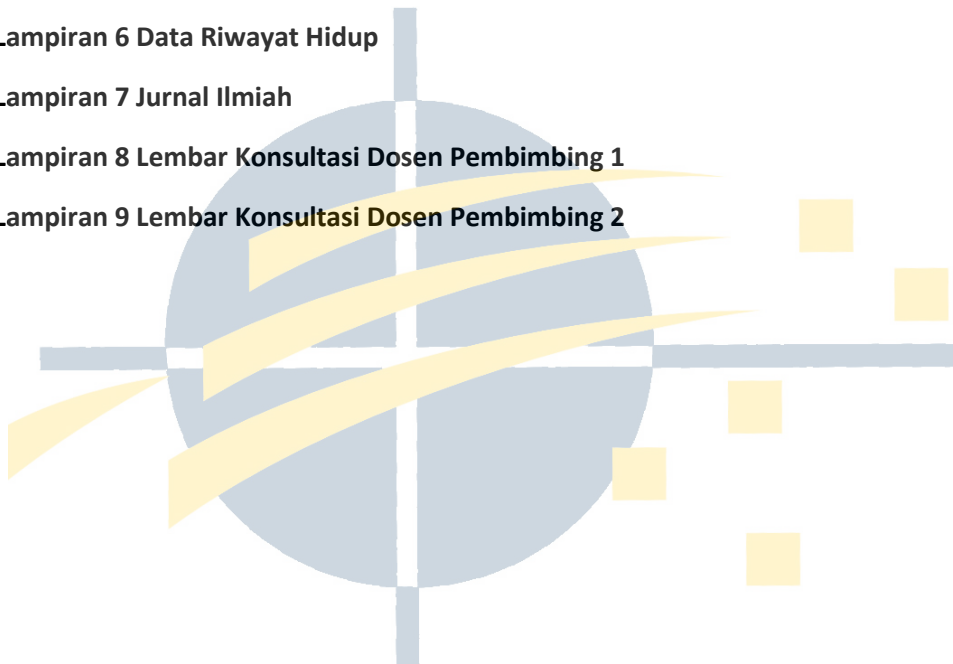 Lampiran 6 Data Riwayat Hidup
Lampiran 7 Jurnal Ilmiah
Lampiran 8 Lembar Konsultasi Dosen Pembimbing 1
Lampiran 9 Lembar Konsultasi Dosen Pembimbing 2